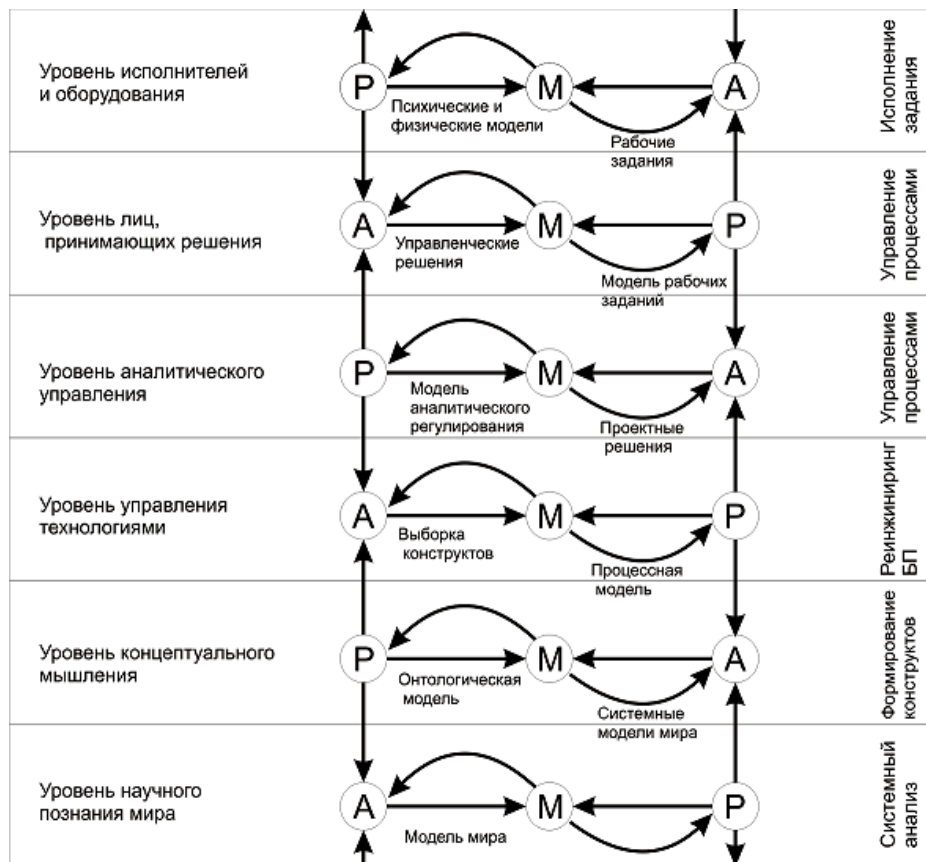 Уровень исполнителей
и оборудования
Р
М
А
Психические и
физические модели
Рабочие
задания
Исполнение
задания
Уровень лиц,
принимающих решения
А
М
Р
Управленческие
решения
Модель рабочих
заданий
Управление
процессами
Уровень аналитического
управления
Р
М
А
Модель
аналитического
регулирования
Проектные
решения
Управление
процессами
Уровень управления
технологиями
А
М
Р
Выборка
конструктов
Процессная
модель
Реинжиниринг
БП
Уровень концептуального
мышления
Р
М
А
Онтологическая
модель
Системные
модели мира
Формирование
конструктов
Уровень научного
познания мира
А
М
Р
Модель мира
Системный
анализ